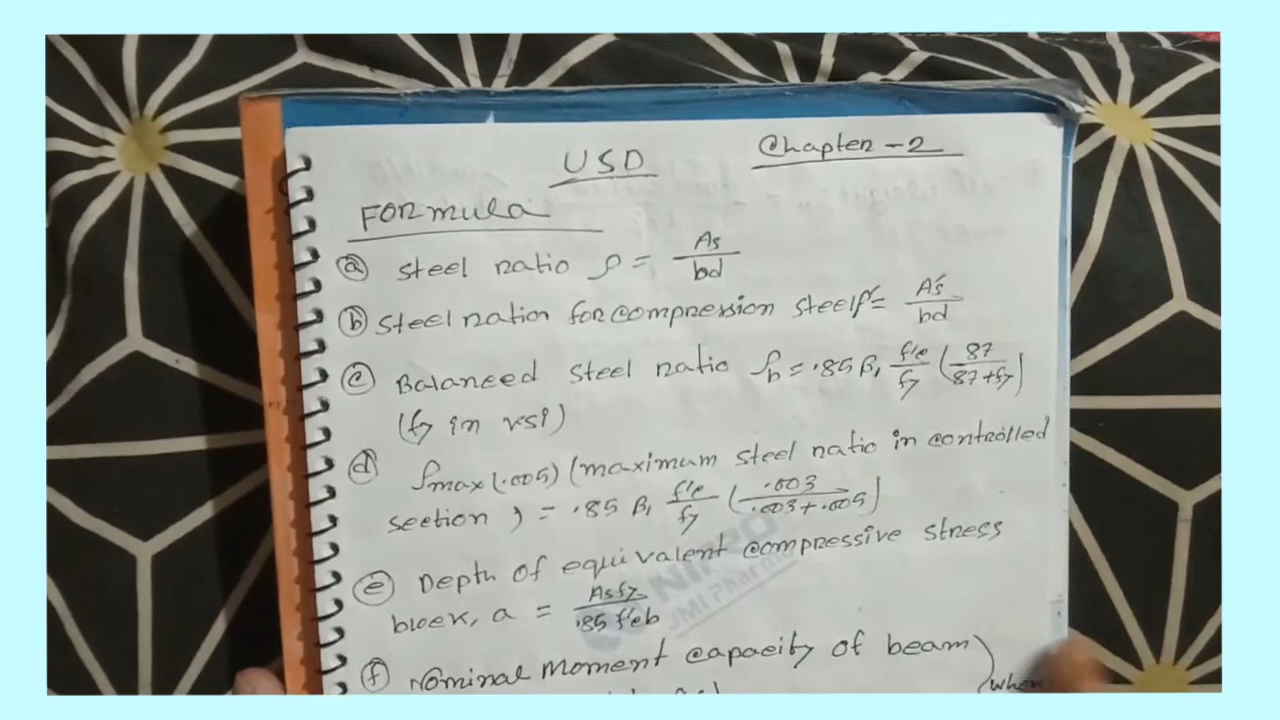 USD Chapter-2
Formula
(a) steel ratio ρ = As/bd
(b) Steel ratio for compression steel ρ' = A's/bd
(c) Balanced steel ratio ρb = .85 β₁ f'c/fy (87/87+fy)
(fy in ksi)
(d) ρmax (.005) (maximum steel ratio in controlled
section) = .85 β₁ f'c/fy (.003/.003+.005)
(e) Depth of equivalent compressive stress
block, a = Asfy/.85 f'cb
(f) Nominal Moment capacity of beam)
(when